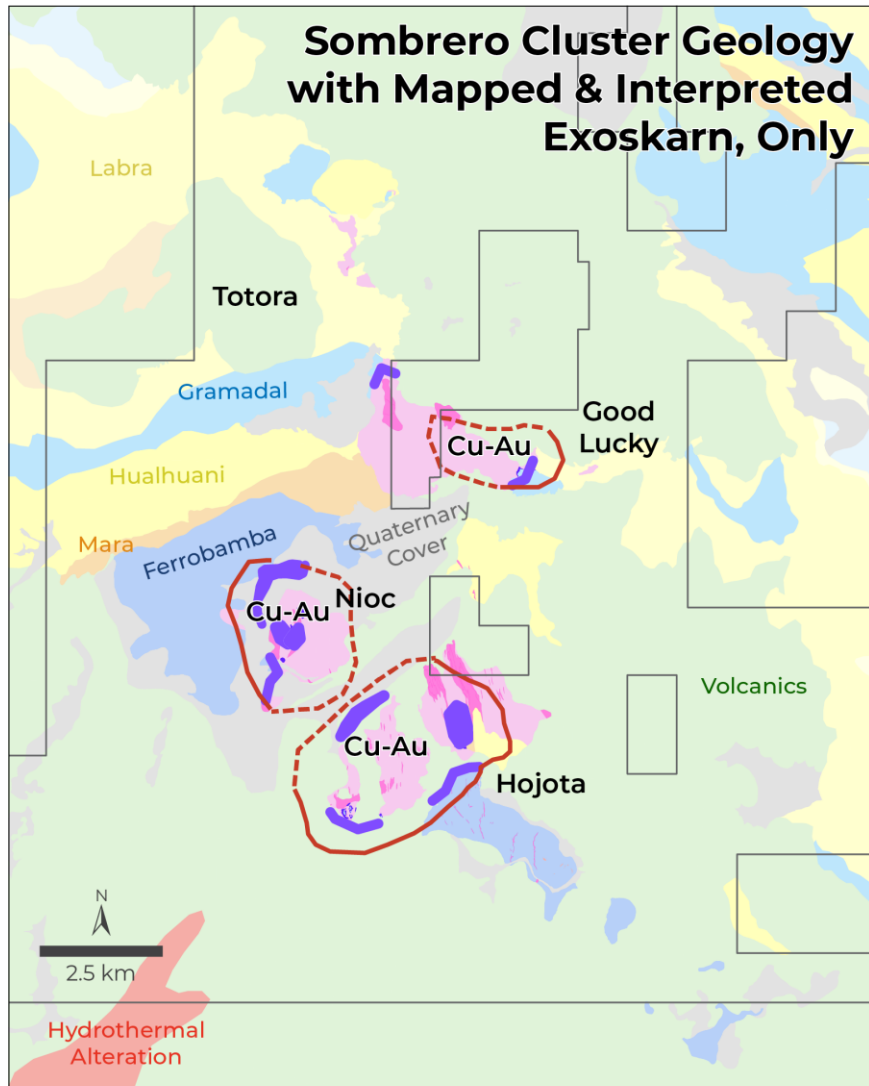 Sombrero Cluster Geology
with Mapped & Interpreted
Exoskarn, Only
Labra
Totora
Gramadal
Good
Lucky
Cu-Au
Hualhuani
Quaternary
Cover
Mara
Ferrobamba
Cu-Au
Nioc
Volcanics
Cu-Au
Hojota
N
2.5 km
Hydrothermal
Alteration